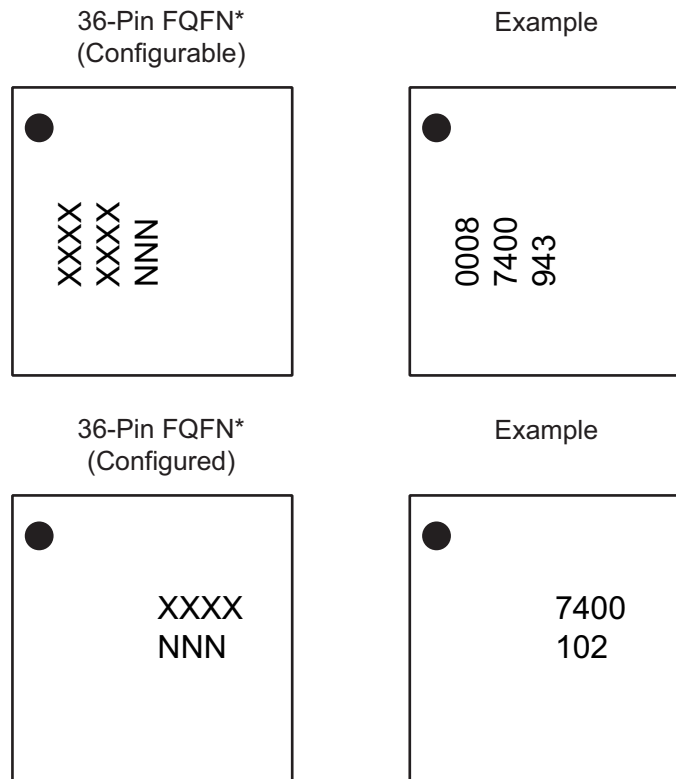 36-Pin FQFN*
(Configurable)
Example
XXXX
XXXX
NNN
0008
7400
943
36-Pin FQFN*
(Configured)
Example
XXXX
NNN
7400
102